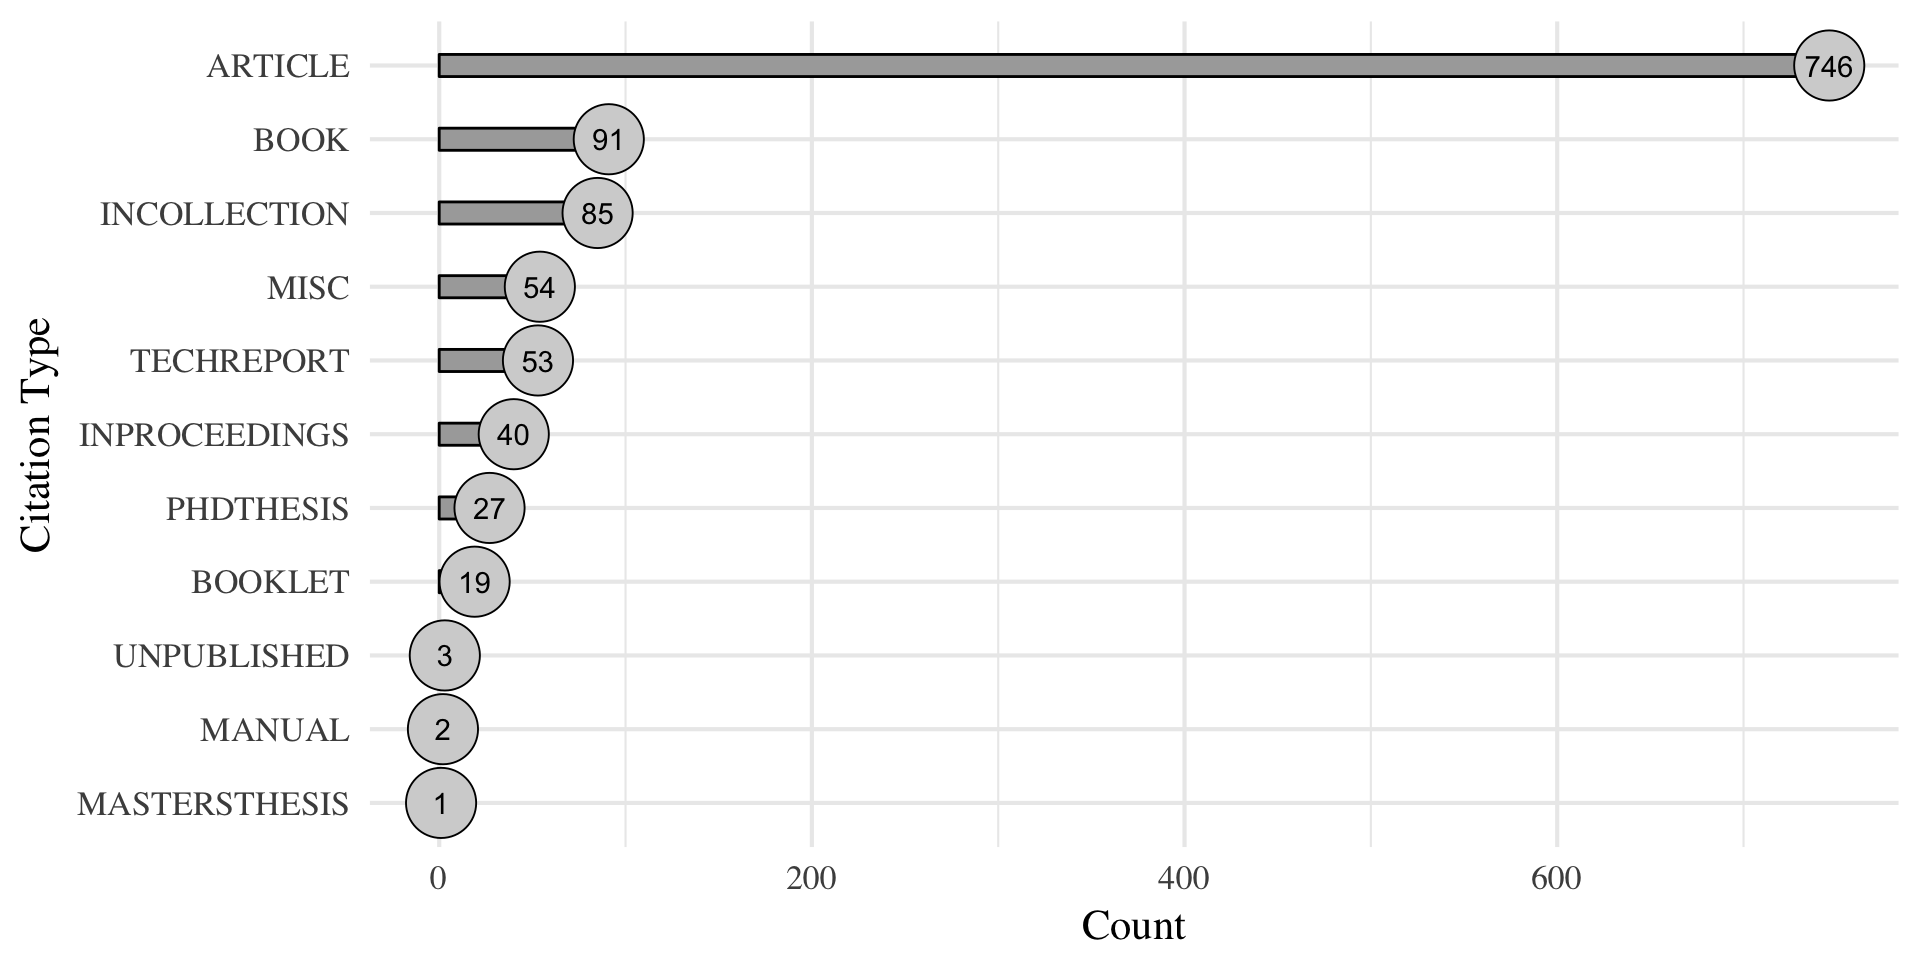 ARTICLE 746
BOOK 91
INCOLLECTION 85
MISC 54
TECHREPORT 53
INPROCEEDINGS 40
PHDTHESIS 27
BOOKLET 19
UNPUBLISHED 3
MANUAL 2
MASTERSTHESIS 1
Citation Type
0 200 400 600
Count